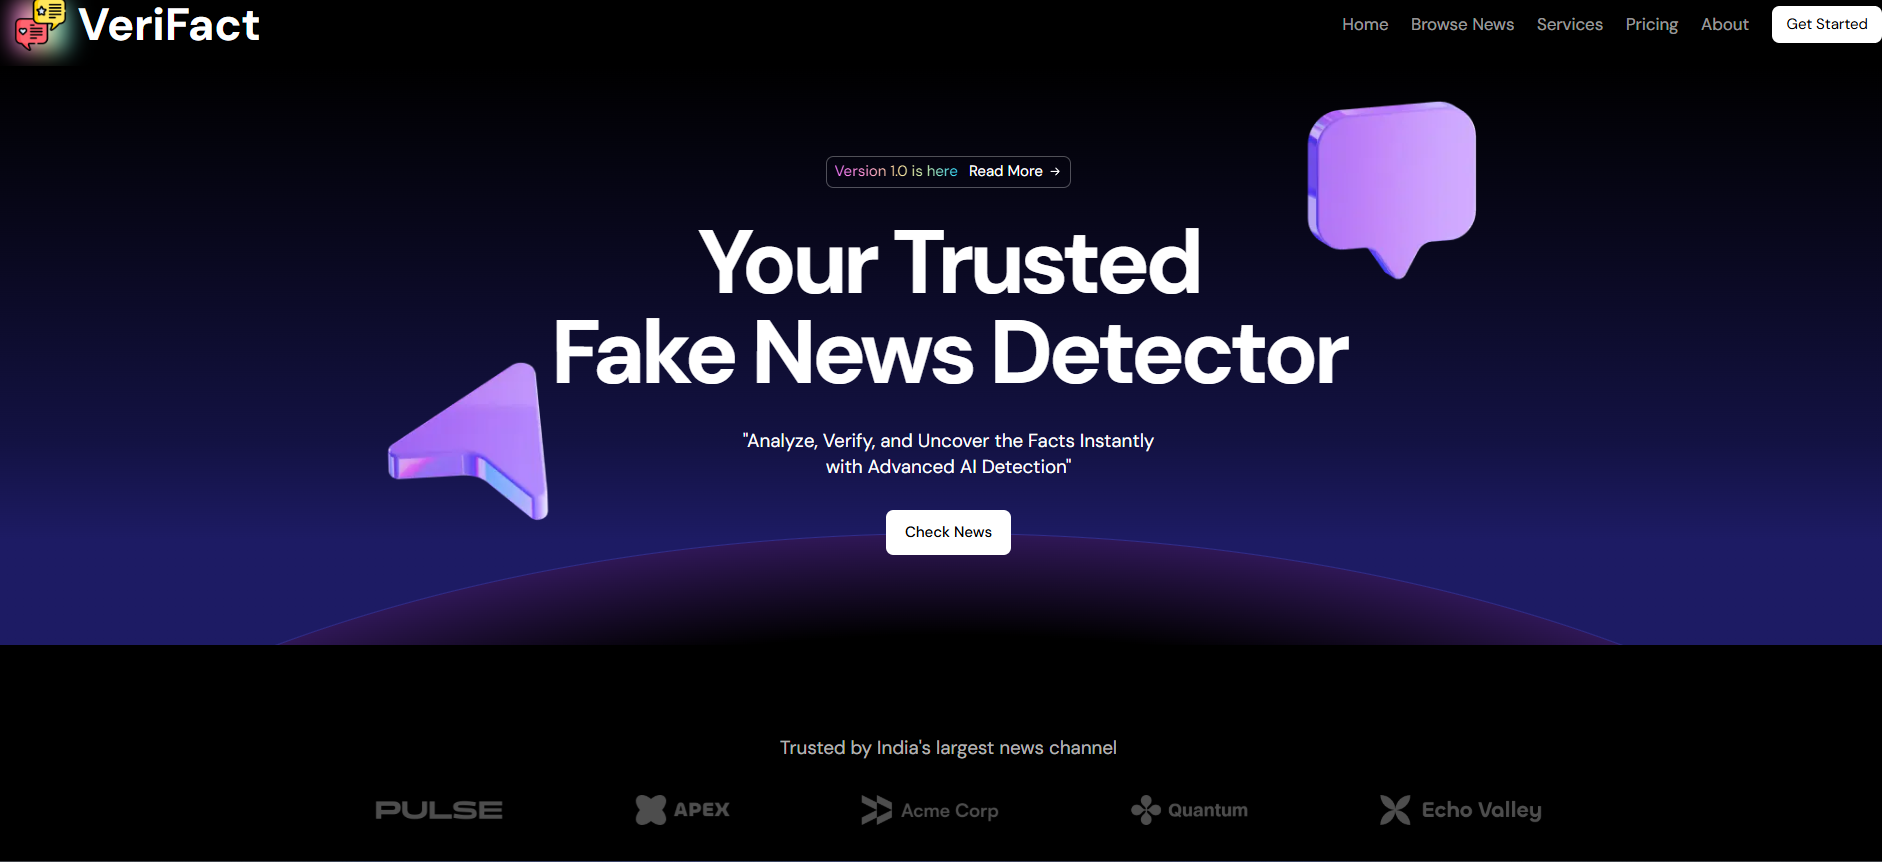 VeriFact
Home Browse News Services Pricing About Get Started
Version 1.0 is here Read More →
Your Trusted
Fake News Detector
"Analyze, Verify, and Uncover the Facts Instantly
with Advanced AI Detection"
Check News
Trusted by India's largest news channel
PULSE APEX Acme Corp Quantum Echo Valley